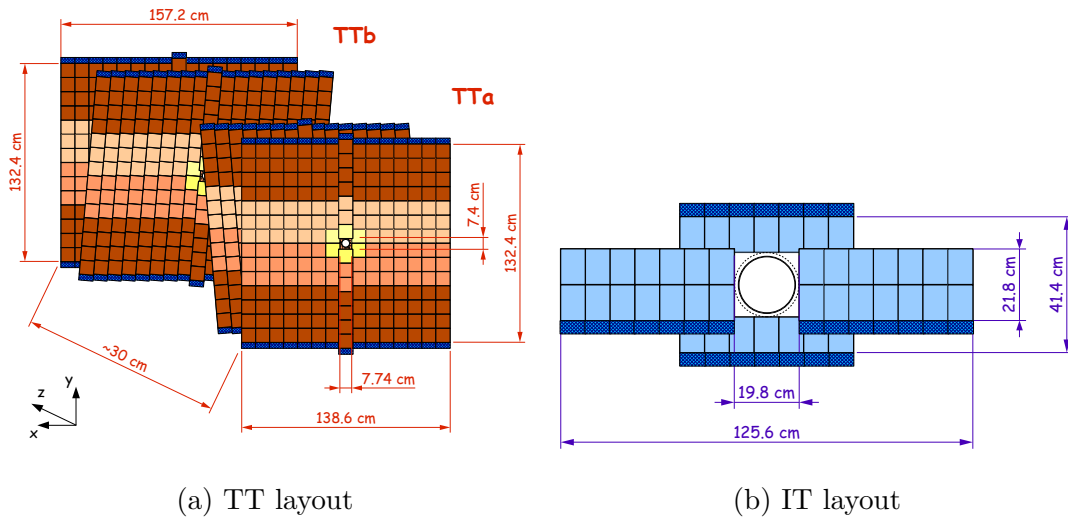 157.2 cm
TTb
TTa
132.4 cm
7.4 cm
132.4 cm
~30 cm
7.74 cm
138.6 cm
y
z
x
21.8 cm
41.4 cm
19.8 cm
125.6 cm
(a) TT layout
(b) IT layout